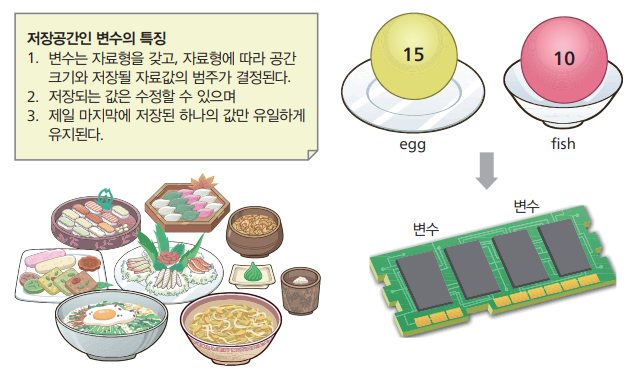 저장공간인 변수의 특징
1. 변수는 자료형을 갖고, 자료형에 따라 공간
크기와 저장될 자료값의 범주가 결정된다.
2. 저장되는 값은 수정할 수 있으며
3. 제일 마지막에 저장된 하나의 값만 유일하게
유지된다.
15
10
egg
fish
변수
변수